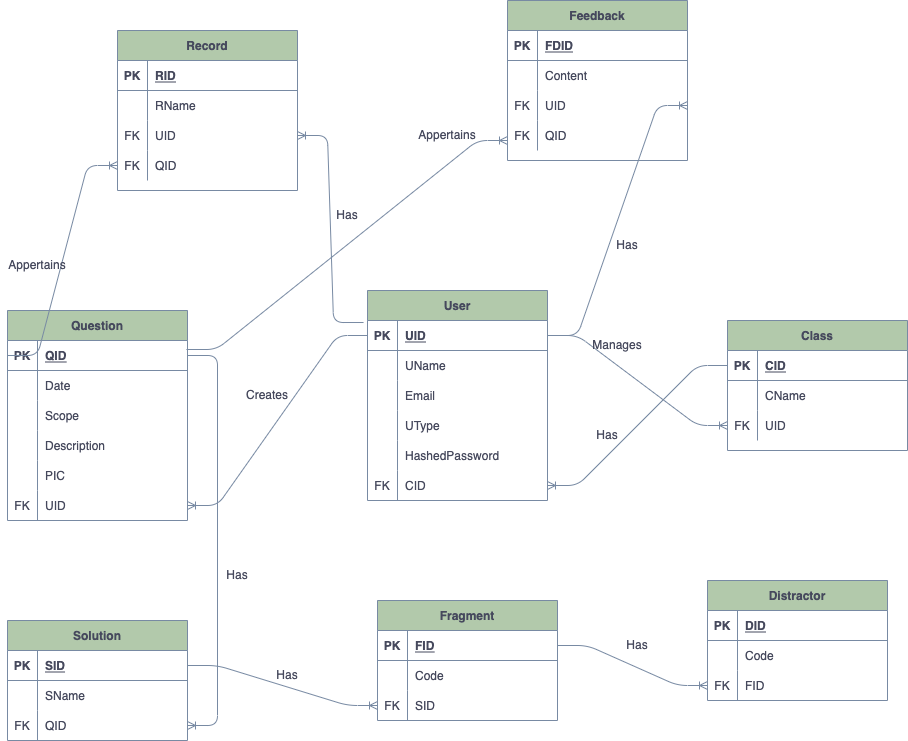 Feedback
PK FDID
Content
FK UID
FK QID
Record
PK RID
RName
FK UID
FK QID
Appertains
Has
Has
Appertains
Question
PK QID
Date
Scope
Description
PIC
FK UID
User
PK UID
UName
Email
UType
HashedPassword
FK CID
Manages
Class
PK CID
CName
FK UID
Creates
Has
Has
Solution
PK SID
SName
FK QID
Has
Fragment
PK FID
Code
FK SID
Has
Distractor
PK DID
Code
FK FID